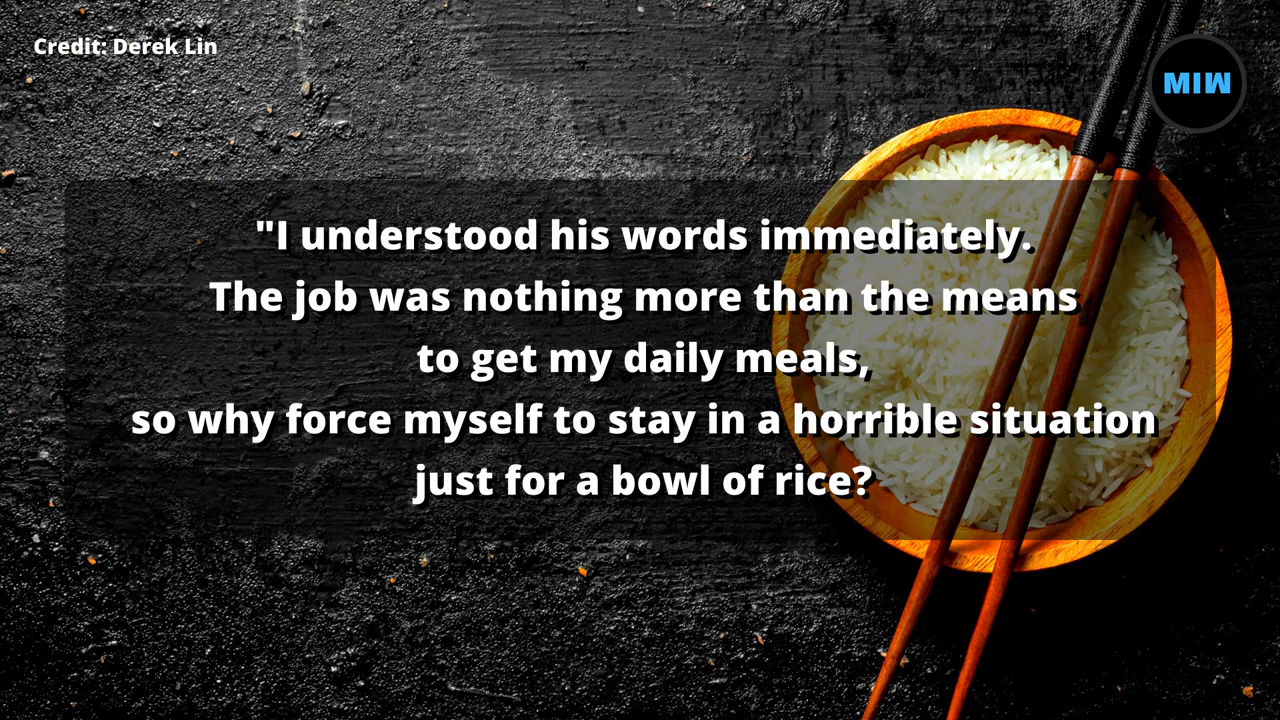 Credit: Derek Lin
MIW
"I understood his words immediately.
The job was nothing more than the means
to get my daily meals,
so why force myself to stay in a horrible situation
just for a bowl of rice?